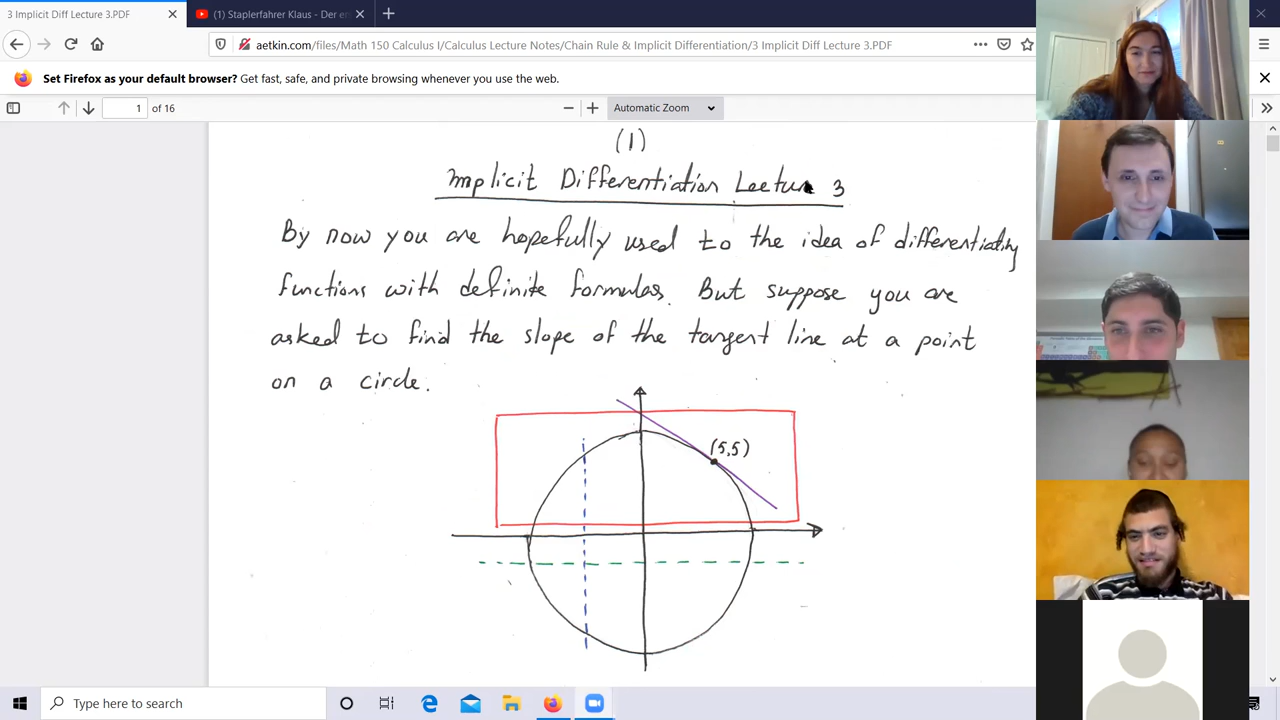 3 Implicit Diff Lecture 3.PDF
(1) Staplerfahrer Klaus - Der er
aetkin.com/files/Math 150 Calculus I/Calculus Lecture Notes/Chain Rule & Implicit Differentiation/3 Implicit Diff Lecture 3.PDF
Set Firefox as your default browser? Get fast, safe, and private browsing whenever you use the web.
1 of 16
Automatic Zoom
(1)
Implicit Differentiation Lecture 3
By now you are hopefully used to the idea of differentiating
functions with definite formulas. But suppose you are
asked to find the slope of the tangent line at a point
on a circle.
(5,5)
Type here to search